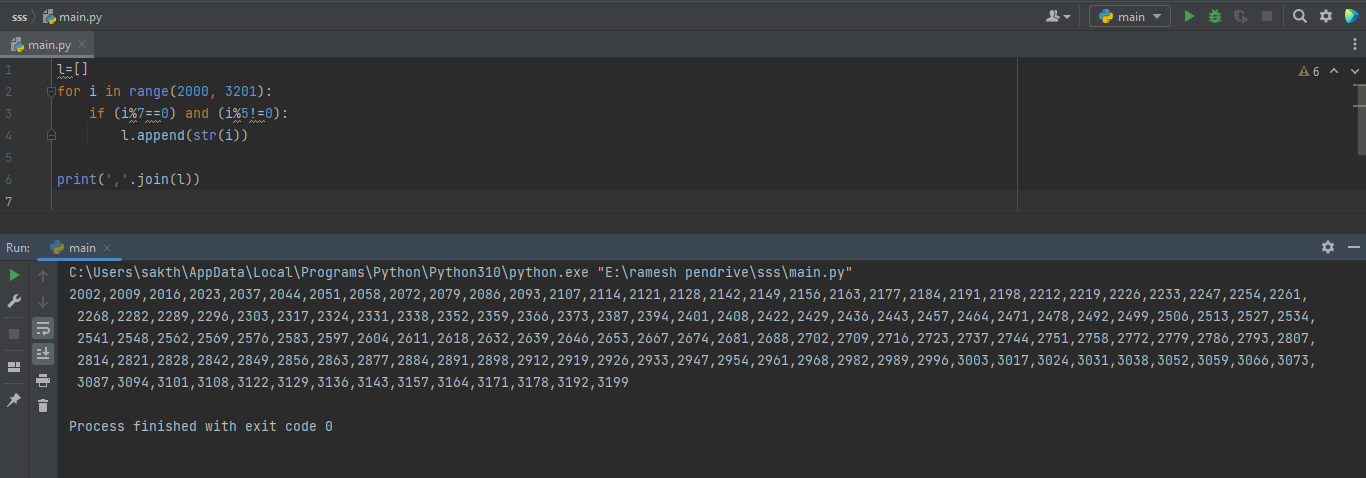 sss main.py main
main.py 6
1 l=[]
2 for i in range(2000, 3201):
3 if (i%7==0) and (i%5!=0):
4 l.append(str(i))
5
6 print(','.join(l))
7
Run: main
C:\Users\sakth\AppData\Local\Programs\Python\Python310\python.exe "E:\ramesh pendrive\sss\main.py"
2002,2009,2016,2023,2037,2044,2051,2058,2072,2079,2086,2093,2107,2114,2121,2128,2142,2149,2156,2163,2177,2184,2191,2198,2212,2219,2226,2233,2247,2254,2261,
2268,2282,2289,2296,2303,2317,2324,2331,2338,2352,2359,2366,2373,2387,2394,2401,2408,2422,2429,2436,2443,2457,2464,2471,2478,2492,2499,2506,2513,2527,2534,
2541,2548,2562,2569,2576,2583,2597,2604,2611,2618,2632,2639,2646,2653,2667,2674,2681,2688,2702,2709,2716,2723,2737,2744,2751,2758,2772,2779,2786,2793,2807,
2814,2821,2828,2842,2849,2856,2863,2877,2884,2891,2898,2912,2919,2926,2933,2947,2954,2961,2968,2982,2989,2996,3003,3017,3024,3031,3038,3052,3059,3066,3073,
3087,3094,3101,3108,3122,3129,3136,3143,3157,3164,3171,3178,3192,3199
Process finished with exit code 0